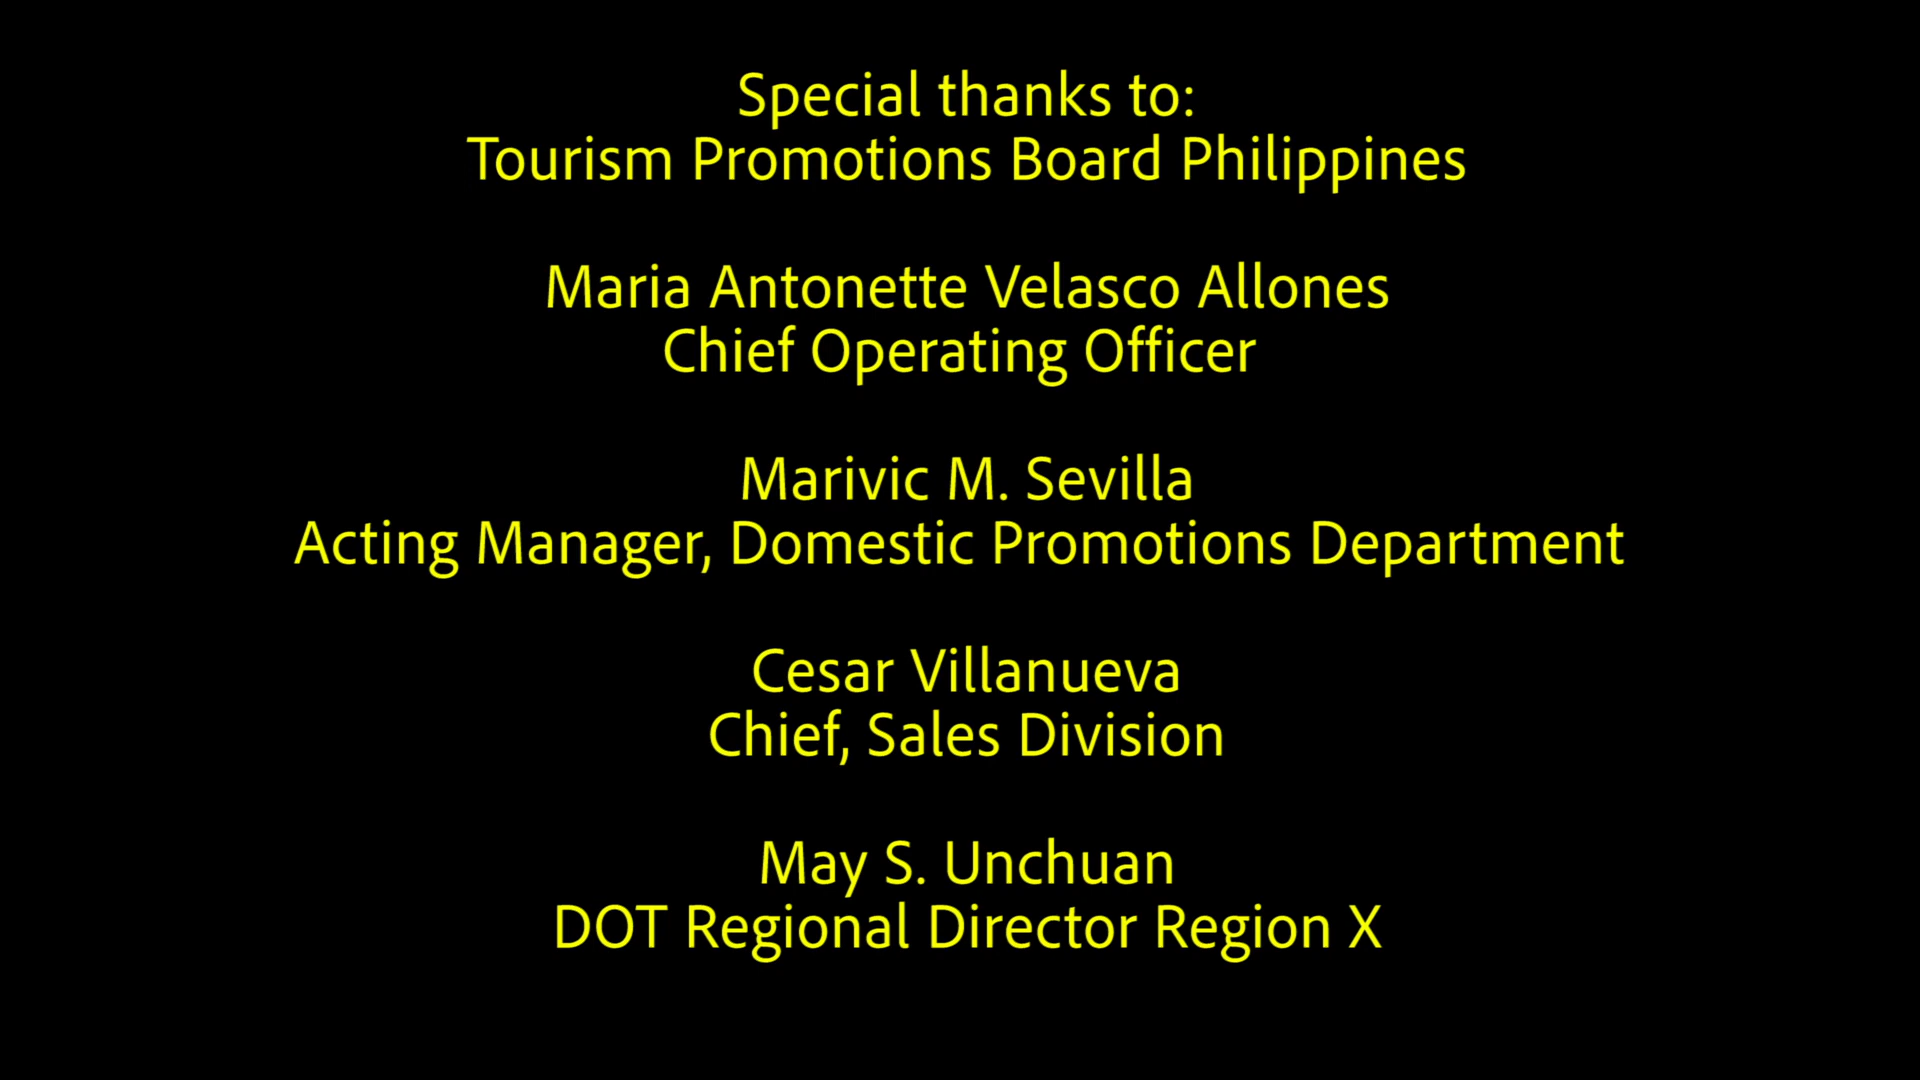 Special thanks to:
Tourism Promotions Board Philippines
Maria Antonette Velasco Allones
Chief Operating Officer
Marivic M. Sevilla
Acting Manager, Domestic Promotions Department
Cesar Villanueva
Chief, Sales Division
May S. Unchuan
DOT Regional Director Region X